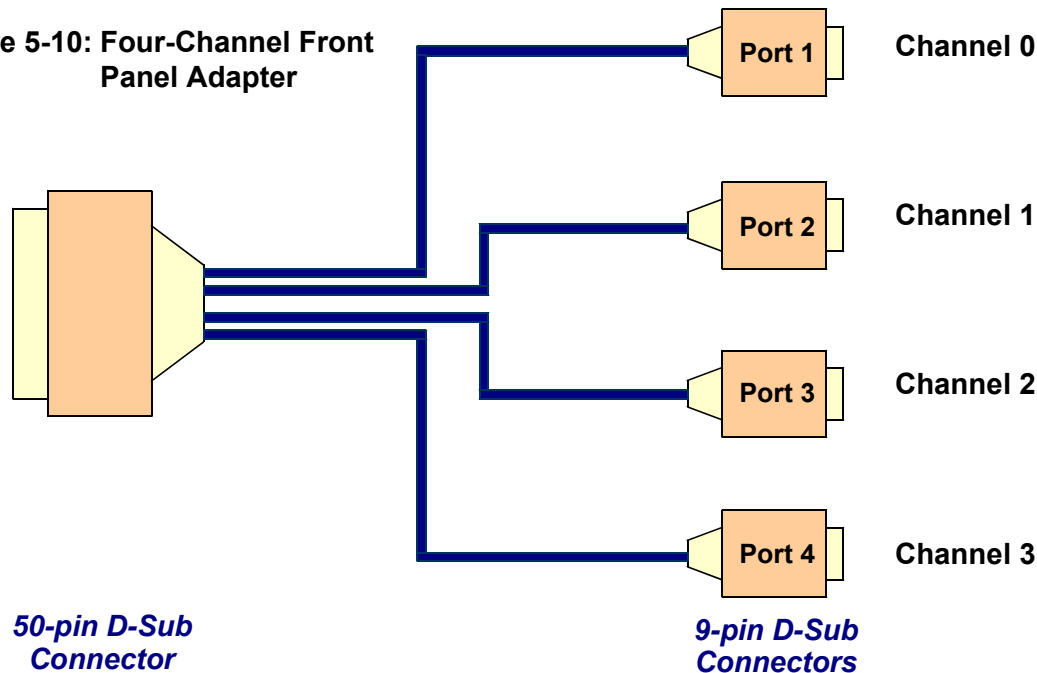 e 5-10: Four-Channel Front
Panel Adapter
Port 1
Channel 0
Port 2
Channel 1
Port 3
Channel 2
Port 4
Channel 3
50-pin D-Sub
Connector
9-pin D-Sub
Connectors